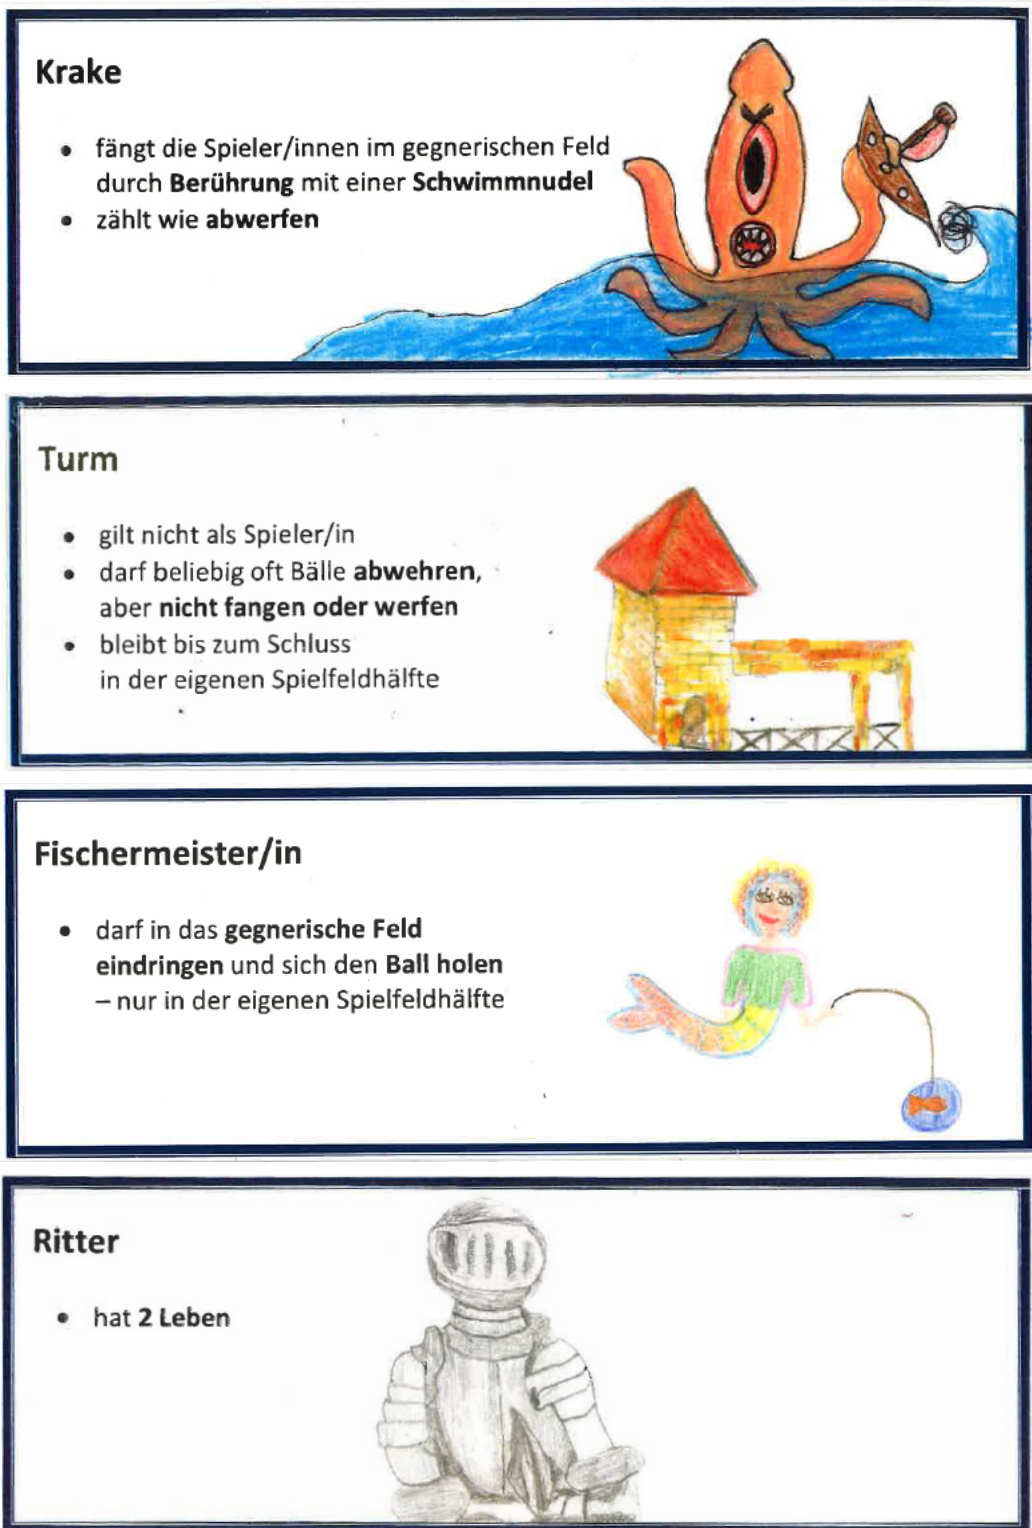 Krake
• fängt die Spieler/innen im gegnerischen Feld
durch Berührung mit einer Schwimmnudel
• zählt wie abwerfen
Turm
• gilt nicht als Spieler/in
• darf beliebig oft Bälle abwehren,
aber nicht fangen oder werfen
• bleibt bis zum Schluss
in der eigenen Spielfeldhälfte
Fischermeister/in
• darf in das gegnerische Feld
eindringen und sich den Ball holen
– nur in der eigenen Spielfeldhälfte
Ritter
• hat 2 Leben